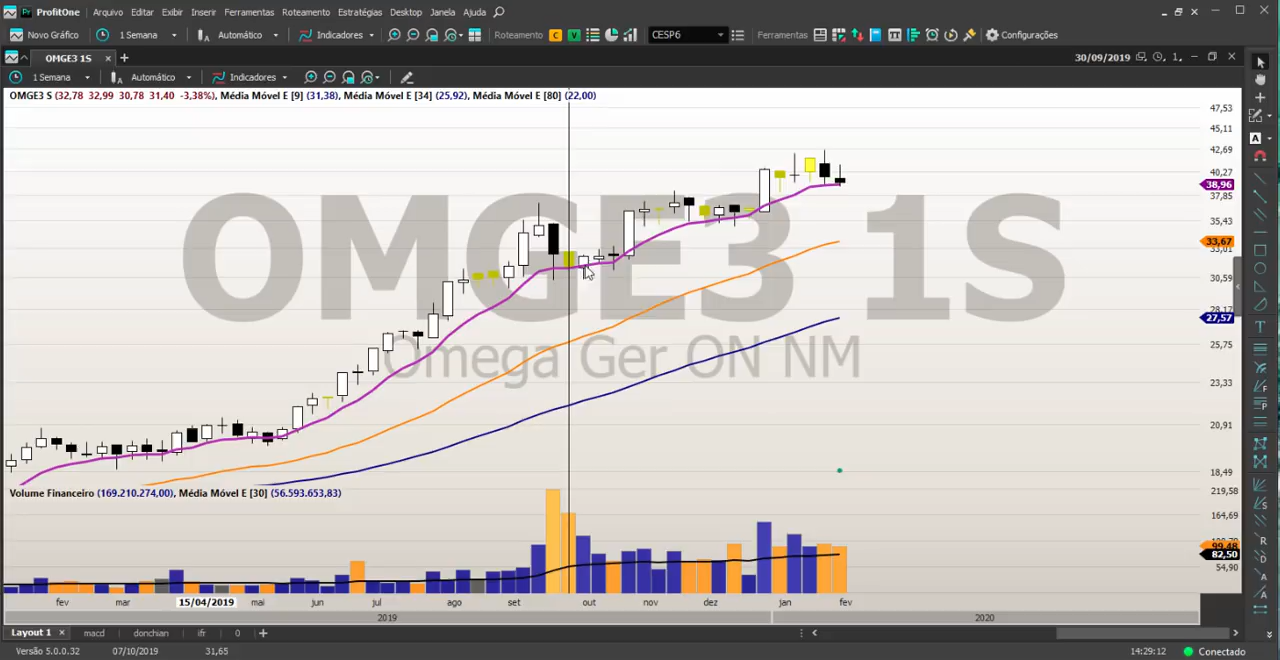 ProfitOne Arquivo Editar Exibir Inserir Ferramentas Roteamento Estratégias Desktop Janela Ajuda
Novo Gráfico 1 Semana Automático Indicadores Roteamento C V CESP6 Ferramentas Configurações
OMGE3 1S × + 30/09/2019
1 Semana Automático Indicadores
OMGE3 S (32,78 32,99 30,78 31,40 -3,38%), Média Móvel E [9] (31,38), Média Móvel E [34] (25,92), Média Móvel E [80] (22,00)
OMGE3 1S
Omega Ger ON NM
47,53
45,11
42,69
40,27
38,96
37,85
35,43
33,67
30,59
27,57
25,75
23,33
20,91
18,49
Volume Financeiro (169.210.274,00), Média Móvel E [30] (56.593.653,83)
219,58
164,69
99,48
82,50
54,90
fev mar 15/04/2019 mai jun jul ago set out nov dez jan fev
2019 2020
Layout 1 × macd donchian ifr 0 +
Versão 5.0.0.32 07/10/2019 31,65 14:29:12 Conectado